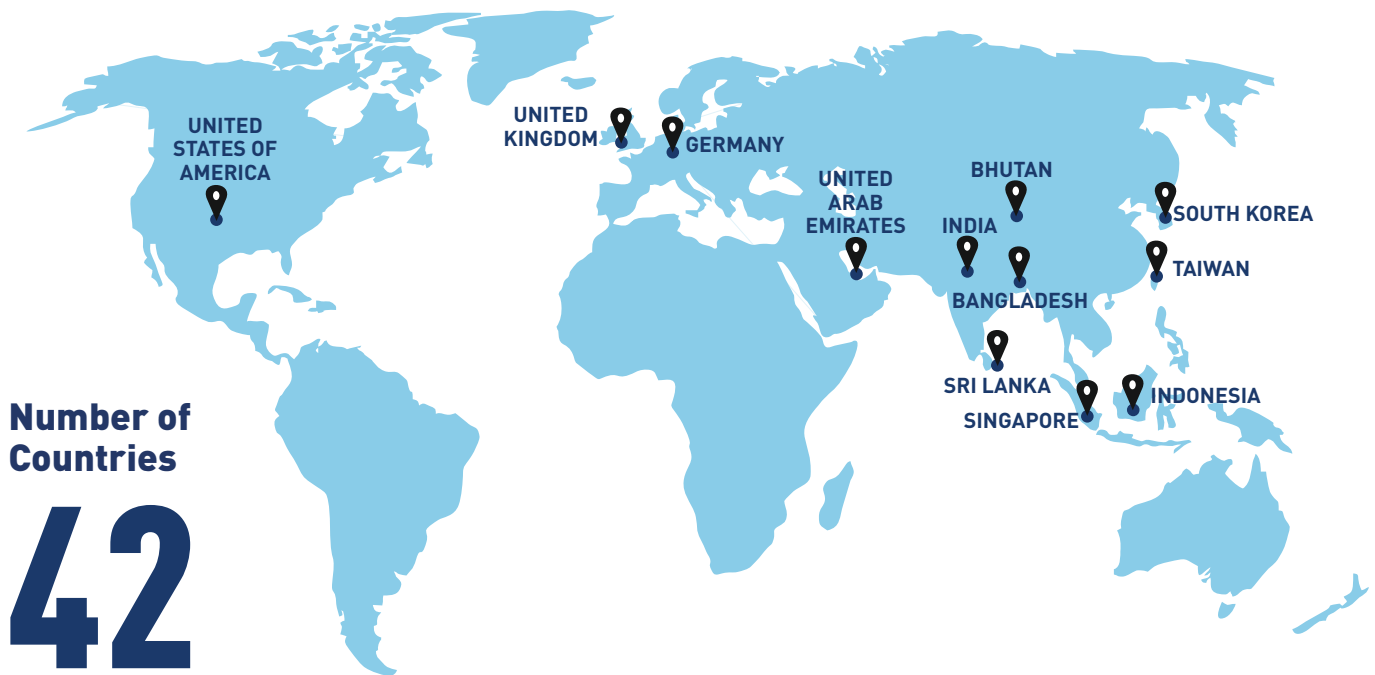 UNITED
STATES OF
AMERICA
UNITED
KINGDOM
GERMANY
UNITED
ARAB
EMIRATES
INDIA
BHUTAN
BANGLADESH
SOUTH KOREA
TAIWAN
SRI LANKA
SINGAPORE
INDONESIA
Number of
Countries
42